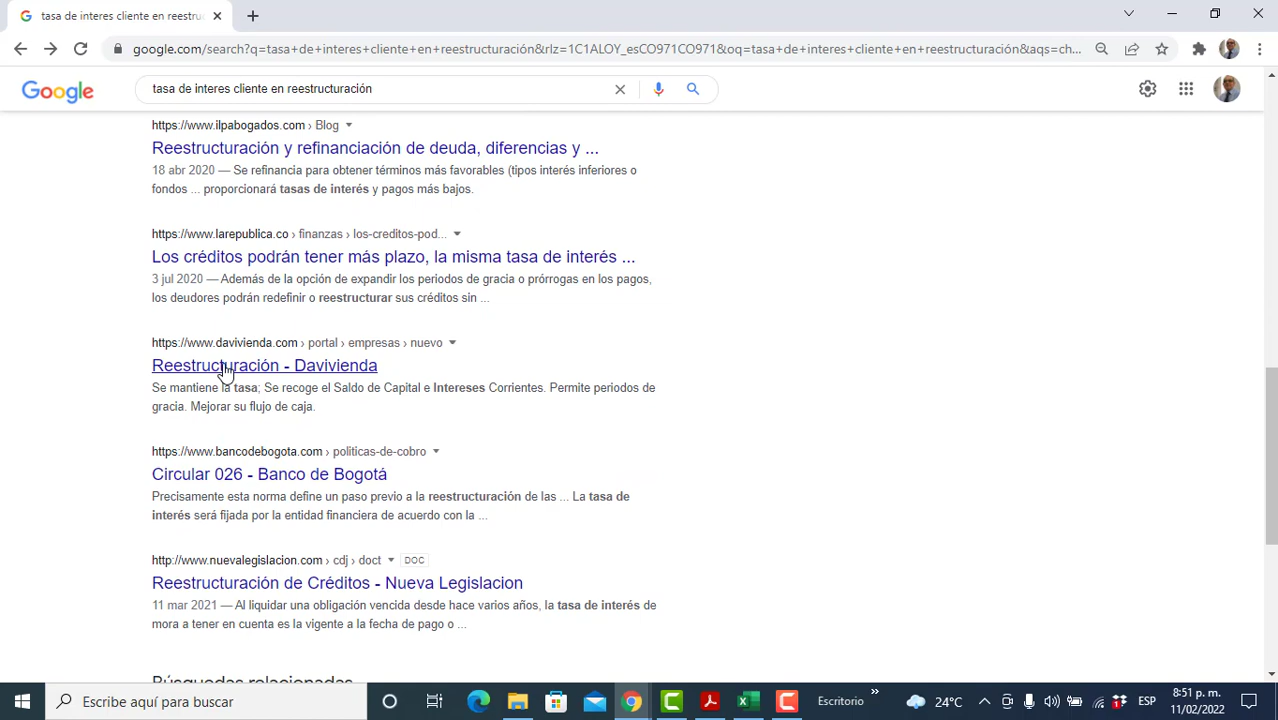 tasa de interes cliente en reestruc
google.com/search?q=tasa+de+interes+cliente+en+reestructuración&rlz=1C1ALOY_esCO971CO971&oq=tasa+de+interes+cliente+en+reestructuración&aqs=ch...
Google
tasa de interes cliente en reestructuración
https://www.ilpabogados.com › Blog
Reestructuración y refinanciación de deuda, diferencias y ...
18 abr 2020 — Se refinancia para obtener términos más favorables (tipos interés inferiores o
fondos ... proporcionará tasas de interés y pagos más bajos.
https://www.larepublica.co › finanzas › los-creditos-pod...
Los créditos podrán tener más plazo, la misma tasa de interés ...
3 jul 2020 — Además de la opción de expandir los periodos de gracia o prórrogas en los pagos,
los deudores podrán redefinir o reestructurar sus créditos sin ...
https://www.davivienda.com › portal › empresas › nuevo
Reestructuración - Davivienda
Se mantiene la tasa; Se recoge el Saldo de Capital e Intereses Corrientes. Permite periodos de
gracia. Mejorar su flujo de caja.
https://www.bancodebogota.com › politicas-de-cobro
Circular 026 - Banco de Bogotá
Precisamente esta norma define un paso previo a la reestructuración de las ... La tasa de
interés será fijada por la entidad financiera de acuerdo con la ...
http://www.nuevalegislacion.com › cdj › doct DOC
Reestructuración de Créditos - Nueva Legislacion
11 mar 2021 — Al liquidar una obligación vencida desde hace varios años, la tasa de interés de
mora a tener en cuenta es la vigente a la fecha de pago o ...
Búsquedas relacionadas
Escribe aquí para buscar
Escritorio
24°C
ESP
8:51 p. m.
11/02/2022